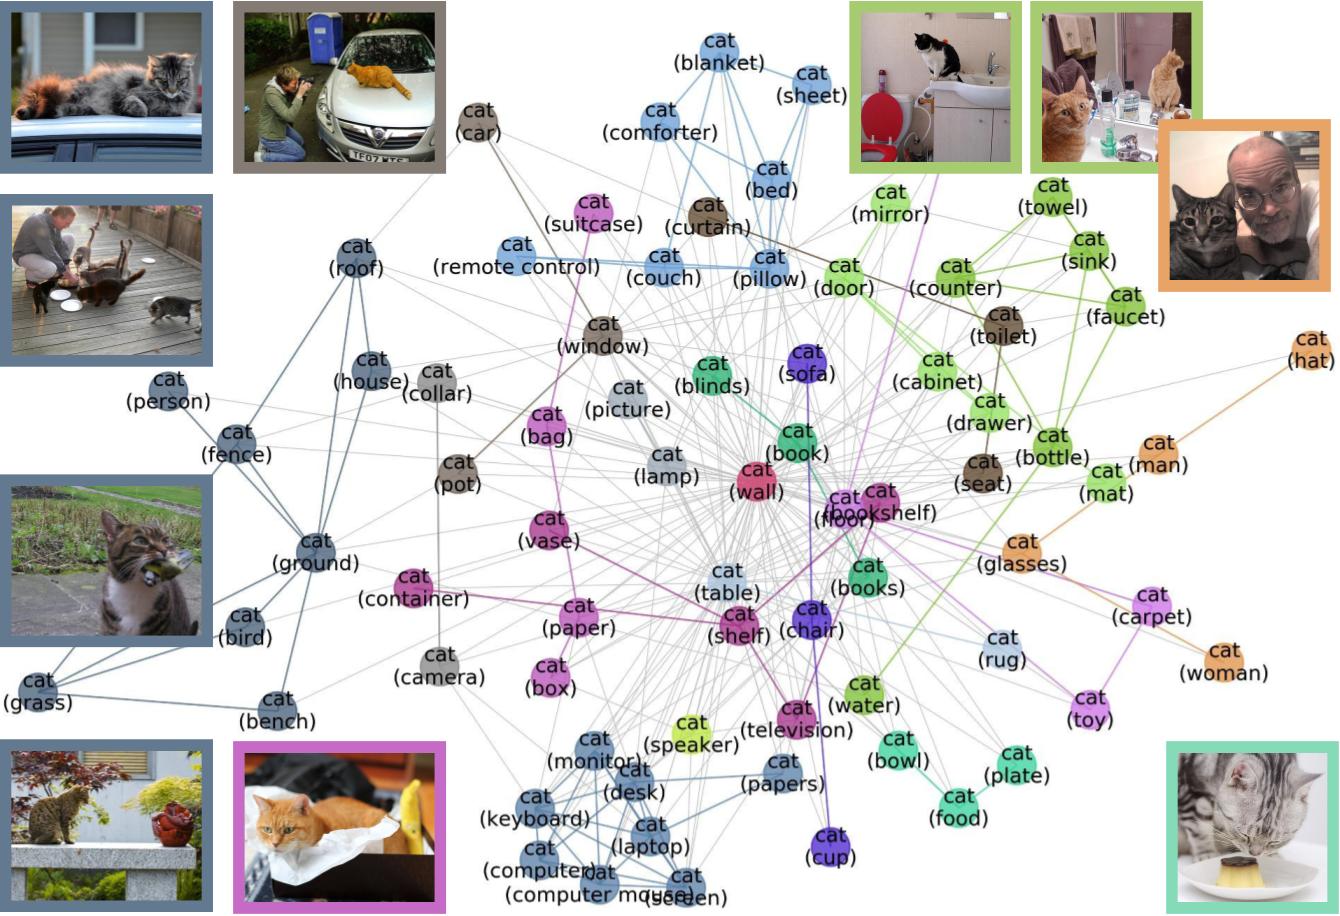 cat
(blanket)
cat
(sheet)
cat
(car)
cat
(comforter)
cat
(bed)
cat
(suitcase)
cat
(curtain)
cat
(mirror)
cat
(towel)
cat
(roof)
cat
(remote control)
cat
(couch)
cat
(pillow)
cat
(door)
cat
(counter)
cat
(sink)
cat
(faucet)
cat
(toilet)
cat
(window)
cat
(hat)
cat
(person)
cat
(house)
cat
(collar)
cat
(picture)
cat
(blinds)
cat
(sofa)
cat
(cabinet)
cat
(drawer)
cat
(fence)
cat
(bag)
cat
(book)
cat
(bottle)
cat
(man)
cat
(pot)
cat
(lamp)
cat
(wall)
cat
(seat)
cat
(mat)
cat
(floor)
cat
(bookshelf)
cat
(ground)
cat
(vase)
cat
(glasses)
cat
(container)
cat
(table)
cat
(books)
cat
(bird)
cat
(paper)
cat
(shelf)
cat
(chair)
cat
(carpet)
cat
(grass)
cat
(bench)
cat
(camera)
cat
(box)
cat
(rug)
cat
(woman)
cat
(water)
cat
(toy)
cat
(television)
cat
(speaker)
cat
(monitor)
cat
(desk)
cat
(papers)
cat
(bowl)
cat
(plate)
cat
(keyboard)
cat
(laptop)
cat
(food)
cat
(cup)
cat
(computer)
cat
(computer mouse)
cat
(screen)